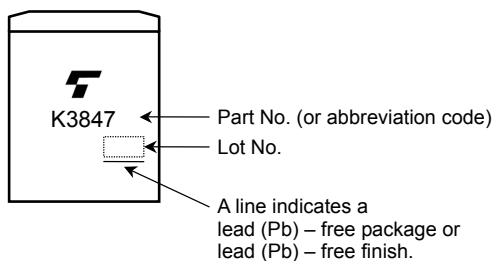 K3847
Part No. (or abbreviation code)
Lot No.
A line indicates a
lead (Pb) – free package or
lead (Pb) – free finish.